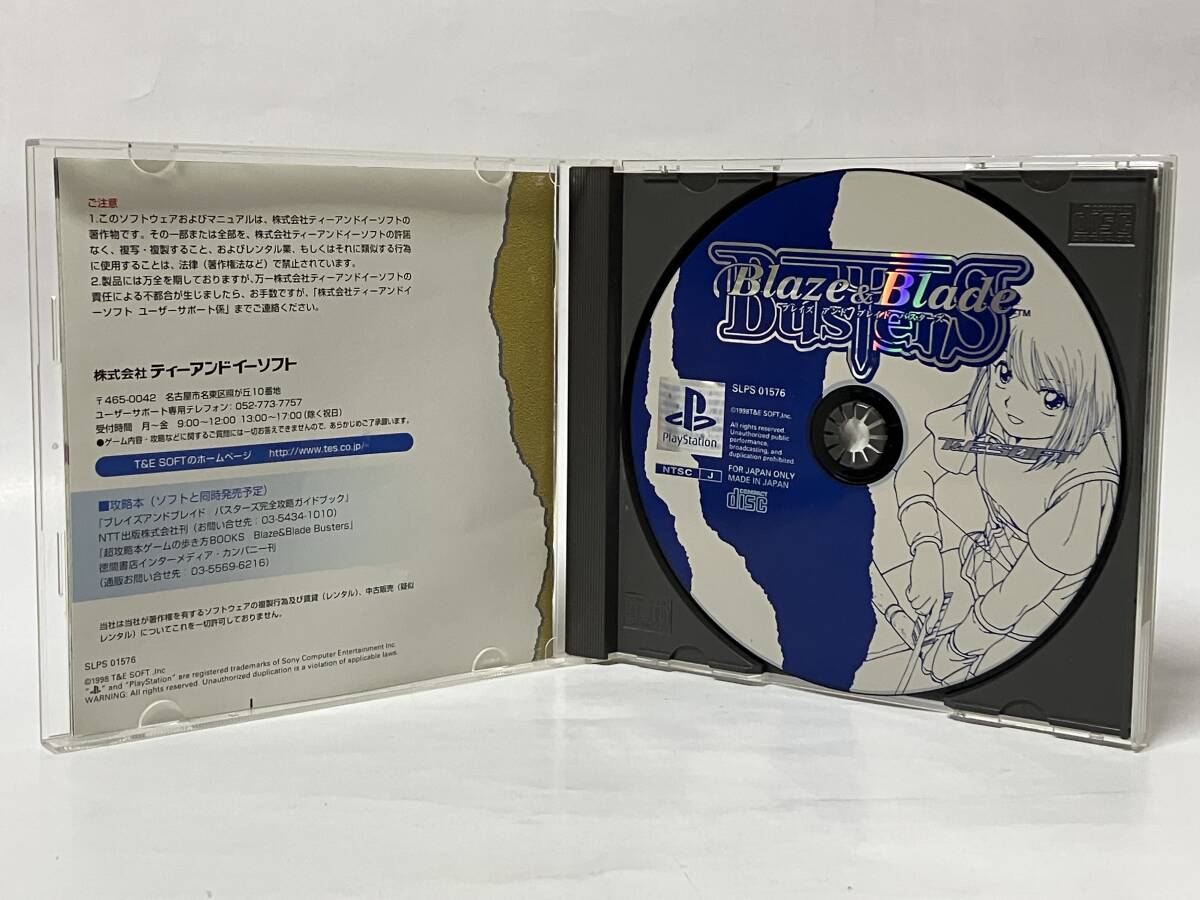 ご注意
1.このソフトウェアおよびマニュアルは、株式会社ティーアンドイーソフトの
著作物です。その一部または全部を、株式会社ティーアンドイーソフトの許諾
なく、複写・複製すること、およびレンタル業、もしくはそれに類似する行為
に使用することは、法律(著作権法など)で禁止されています。
2.製品には万全を期しておりますが、万一株式会社ティーアンドイーソフトの
責任による不都合が生じましたら、お手数ですが、「株式会社ティーアンドイ
ーソフト ユーザーサポート係」までご連絡ください。
株式会社 ティーアンドイーソフト
〒465-0042 名古屋市名東区照が丘10番地
ユーザーサポート専用テレフォン:052-773-7757
受付時間 月~金 9:00~12:00 13:00~17:00(除く祝日)
●ゲーム内容・攻略などに関するご質問には一切お答えできませんので、あらかじめご了承願います。
T&E SOFTのホームページ http://www.tes.co.jp/
■攻略本(ソフトと同時発売予定)
『ブレイズアンドブレイド バスターズ完全攻略ガイドブック』
NTT出版株式会社刊(お問い合せ先:03-5434-1010)
『超攻略本ゲームの歩き方BOOKS Blaze&Blade Busters』
徳間書店インターメディア・カンパニー刊
(通販お問い合せ先:03-5569-6216)
当社は当社が著作権を有するソフトウェアの複製行為及び賃貸(レンタル)、中古販売(疑似
レンタル)についてこれを一切許可しておりません。
SLPS 01576
©1998 T&E SOFT,Inc
"PS" and "PlayStation" are registered trademarks of Sony Computer Entertainment Inc.
WARNING: All rights reserved. Unauthorized duplication is a violation of applicable laws.
Blaze&Blade
ブレイズ アンド ブレイド バスターズ
Busters™
SLPS 01576
©1998T&E SOFT,Inc.
All rights reserved.
Unauthorized public
performance,
broadcasting, and
duplication prohibited.
PlayStation
NTSC J
FOR JAPAN ONLY
MADE IN JAPAN
COMPACT
disc
T&E SOFT